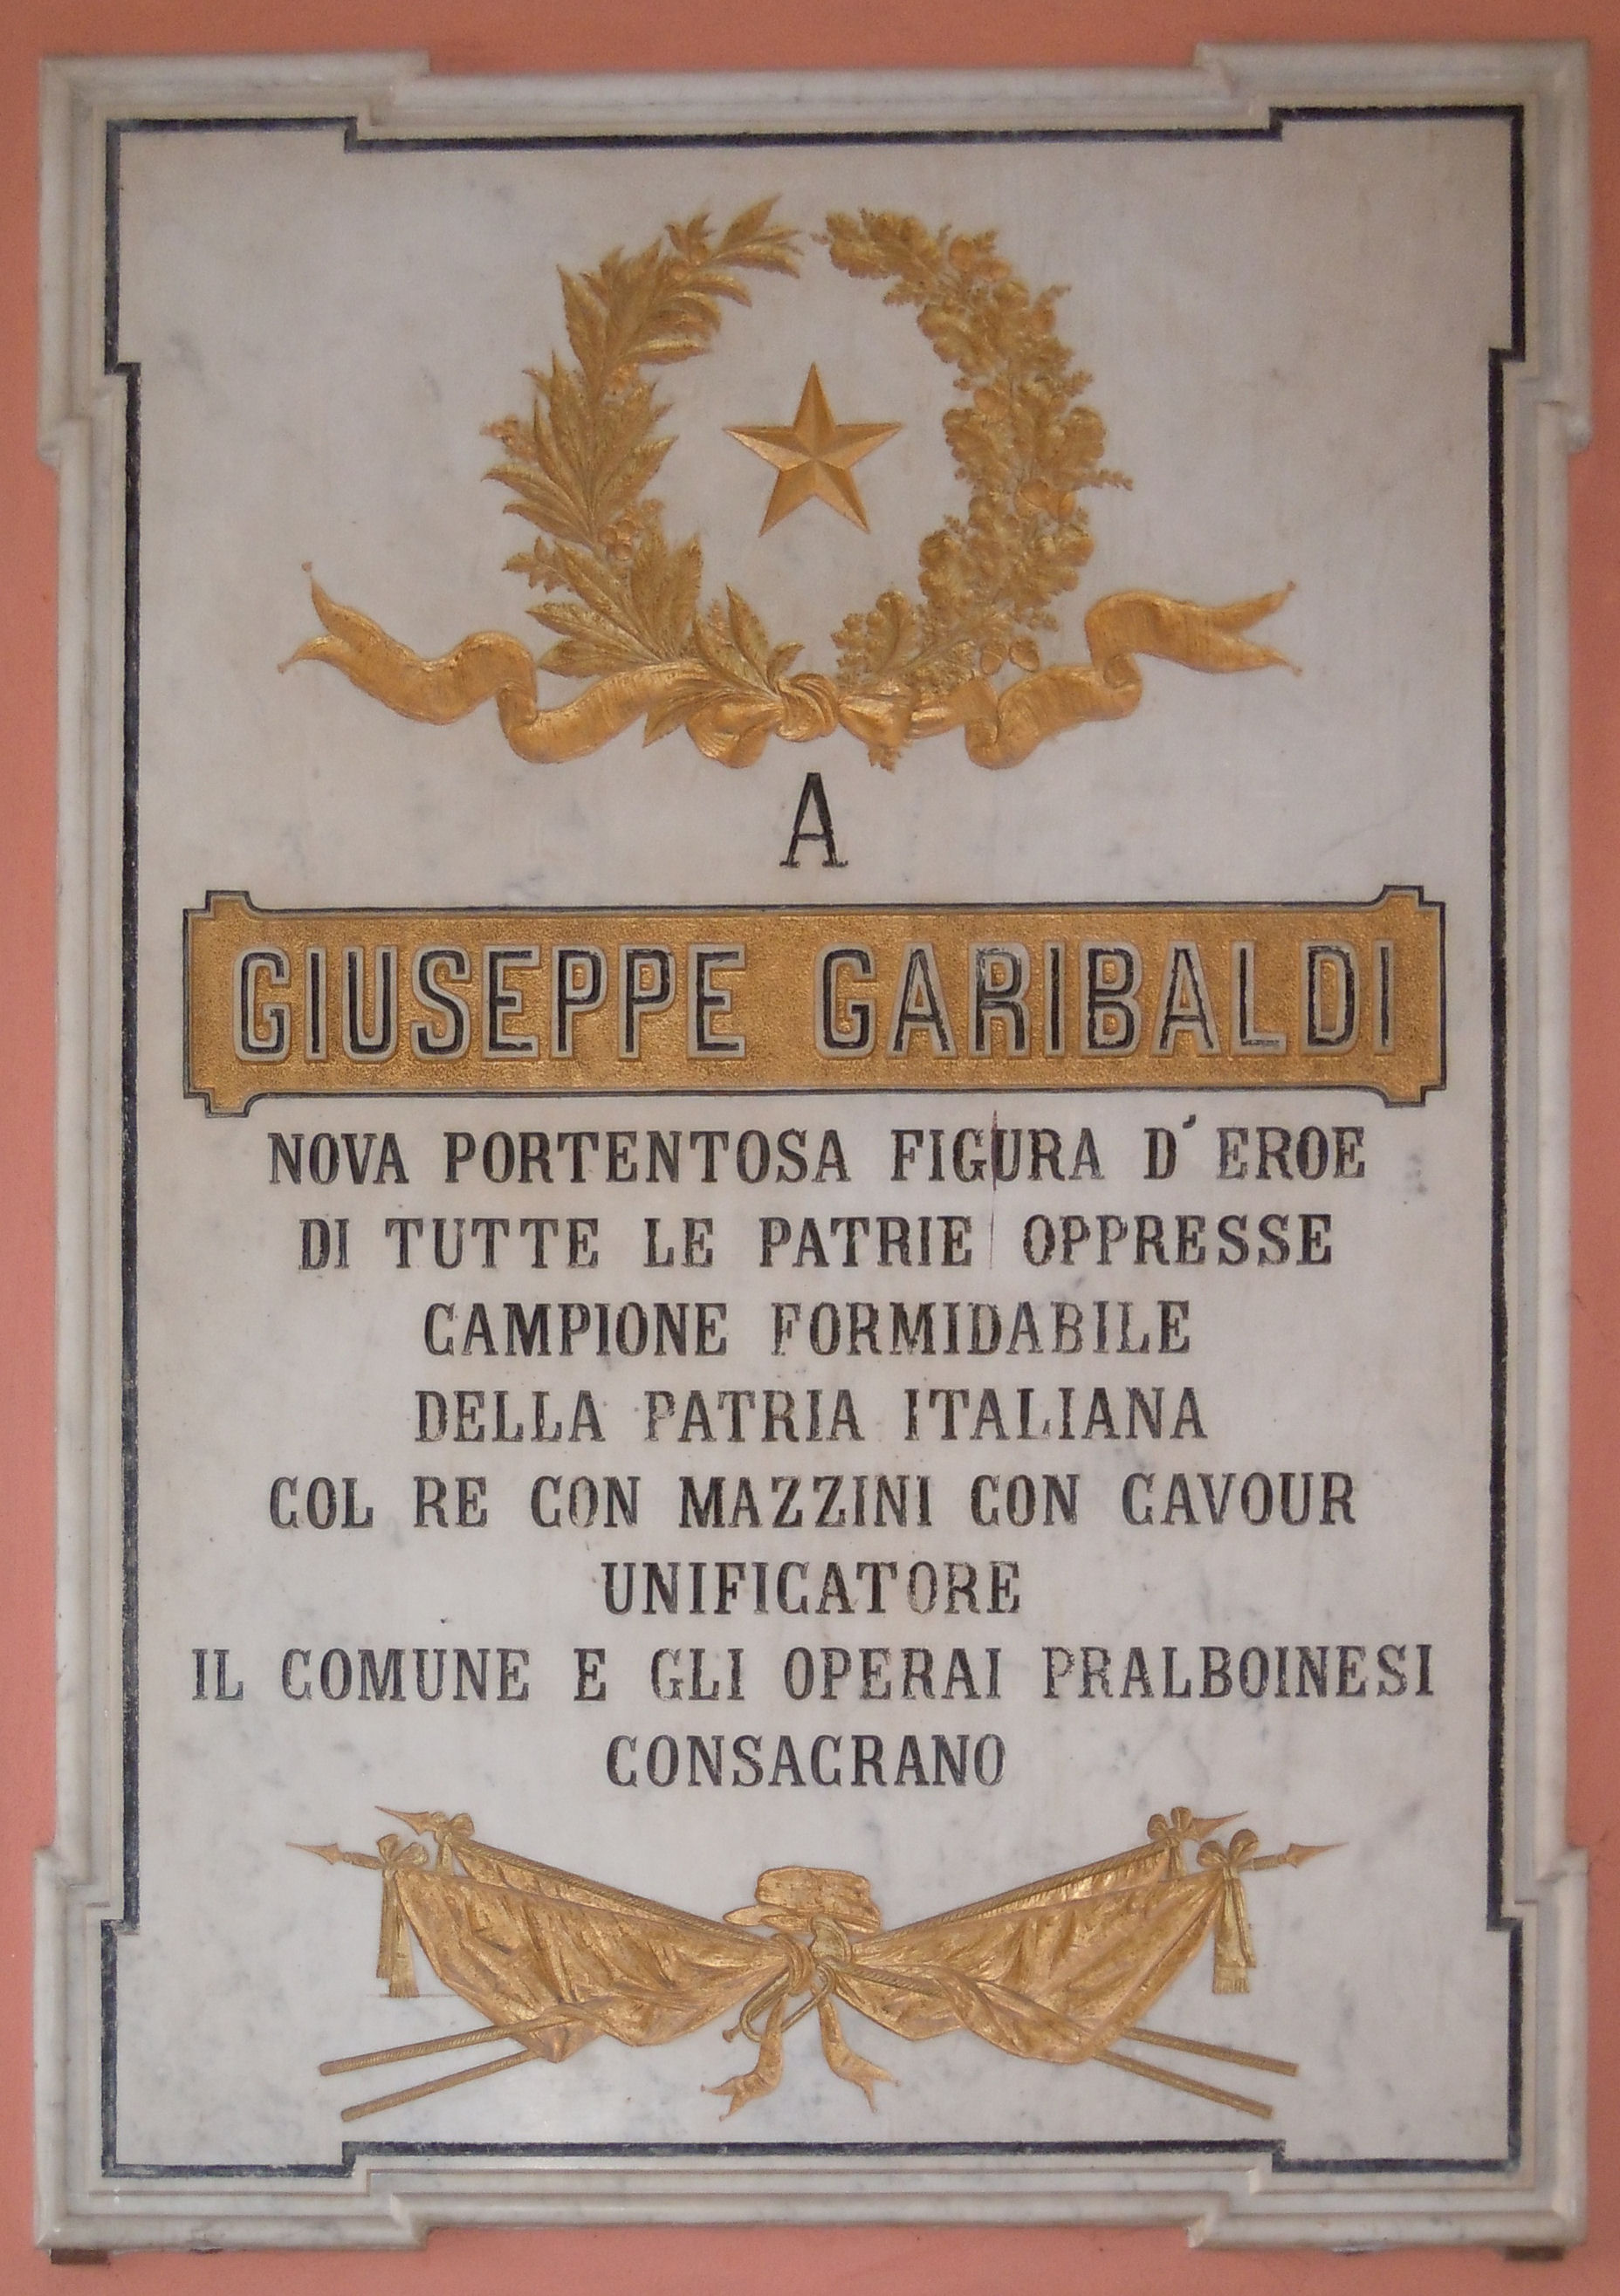 A
GIUSEPPE GARIBALDI
NOVA PORTENTOSA FIGURA D'EROE
DI TUTTE LE PATRIE OPPRESSE
CAMPIONE FORMIDABILE
DELLA PATRIA ITALIANA
COL RE CON MAZZINI CON CAVOUR
UNIFICATORE
IL COMUNE E GLI OPERAI PRALBOINESI
CONSACRANO